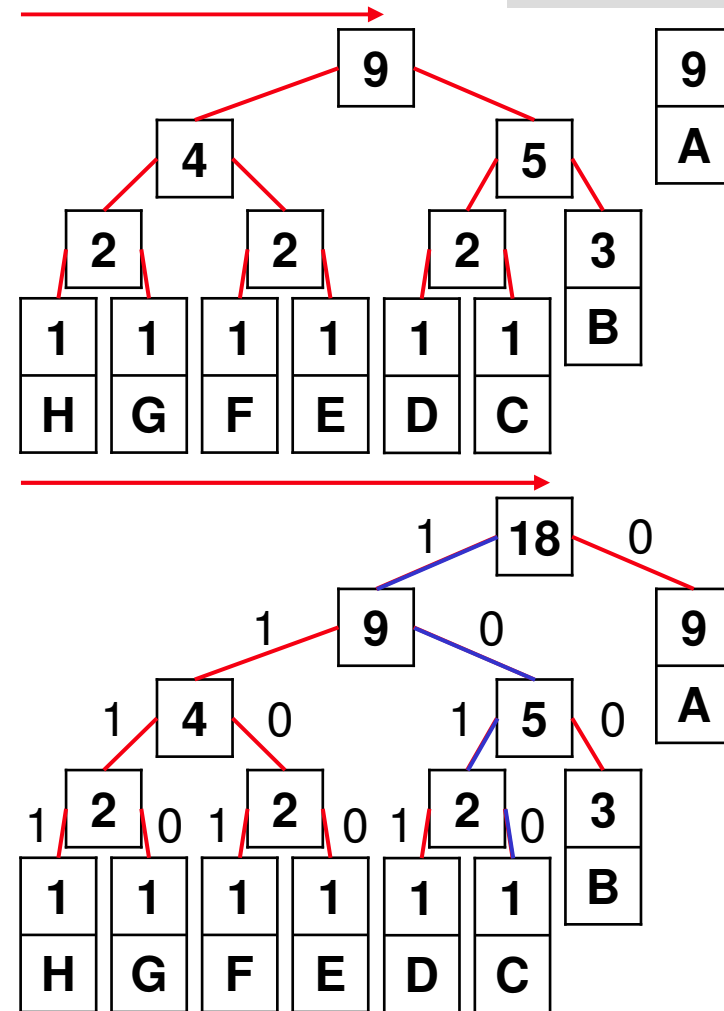 9 9
4 5 A
2 2 2 3
1 1 1 1 1 1 B
H G F E D C
1 18 0
1 9 0 9
1 4 0 1 5 0 A
1 2 0 1 2 0 1 2 0 3
1 1 1 1 1 1 B
H G F E D C